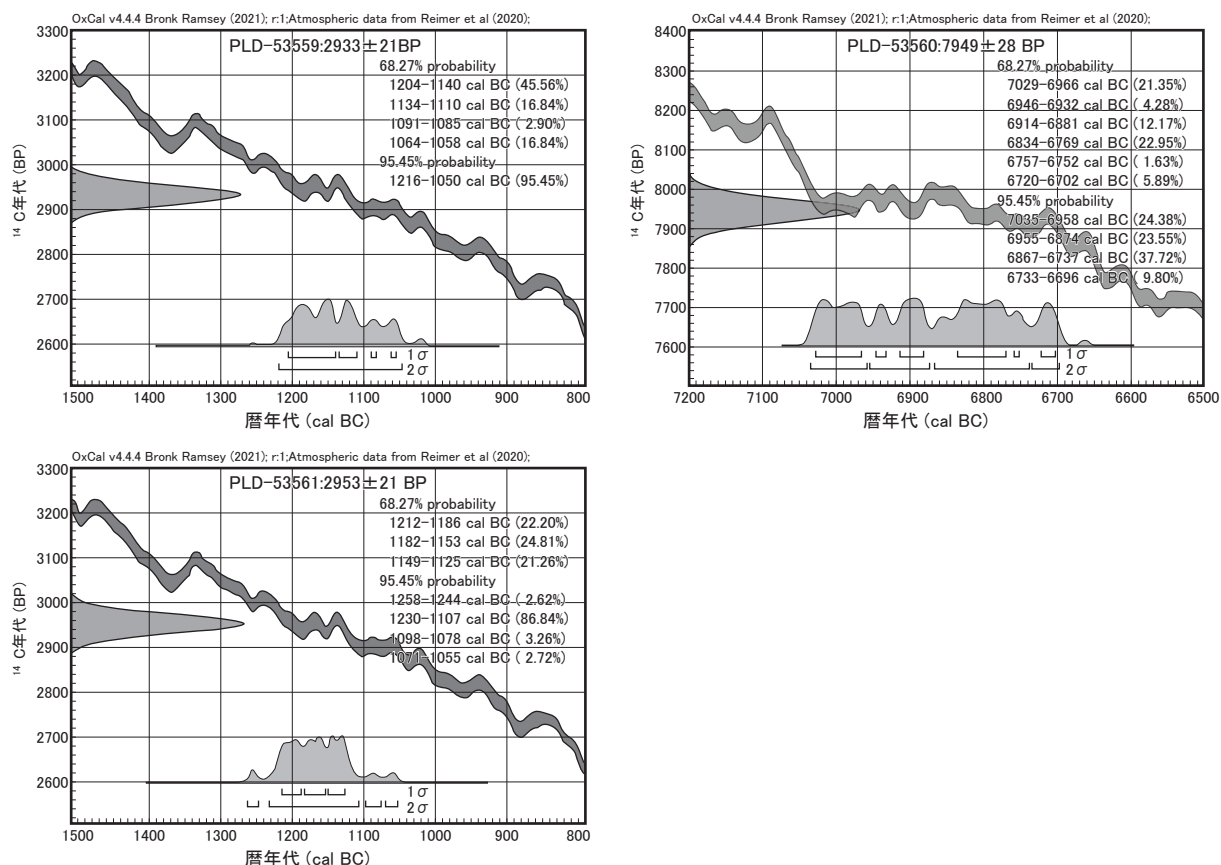 OxCal v4.4.4 Bronk Ramsey (2021); r:1;Atmospheric data from Reimer et al (2020);
PLD-53559:2933±21BP
68.27% probability
1204-1140 cal BC (45.56%)
1134-1110 cal BC (16.84%)
1091-1085 cal BC ( 2.90%)
1064-1058 cal BC (16.84%)
95.45% probability
1216-1050 cal BC (95.45%)
3300
3200
3100
3000
2900
2800
2700
2600
¹⁴C年代 (BP)
1σ
2σ
1500 1400 1300 1200 1100 1000 900 800
暦年代 (cal BC)
OxCal v4.4.4 Bronk Ramsey (2021); r:1;Atmospheric data from Reimer et al (2020);
PLD-53560:7949±28 BP
68.27% probability
7029-6966 cal BC (21.35%)
6946-6932 cal BC ( 4.28%)
6914-6881 cal BC (12.17%)
6834-6769 cal BC (22.95%)
6757-6752 cal BC ( 1.63%)
6720-6702 cal BC ( 5.89%)
95.45% probability
7035-6958 cal BC (24.38%)
6955-6874 cal BC (23.55%)
6867-6737 cal BC (37.72%)
6733-6696 cal BC ( 9.80%)
8400
8300
8200
8100
8000
7900
7800
7700
7600
¹⁴C年代 (BP)
1σ
2σ
7200 7100 7000 6900 6800 6700 6600 6500
暦年代 (cal BC)
OxCal v4.4.4 Bronk Ramsey (2021); r:1;Atmospheric data from Reimer et al (2020);
PLD-53561:2953±21 BP
68.27% probability
1212-1186 cal BC (22.20%)
1182-1153 cal BC (24.81%)
1149-1125 cal BC (21.26%)
95.45% probability
1258-1244 cal BC ( 2.62%)
1230-1107 cal BC (86.84%)
1098-1078 cal BC ( 3.26%)
1071-1055 cal BC ( 2.72%)
3300
3200
3100
3000
2900
2800
2700
2600
¹⁴C年代 (BP)
1σ
2σ
1500 1400 1300 1200 1100 1000 900 800
暦年代 (cal BC)